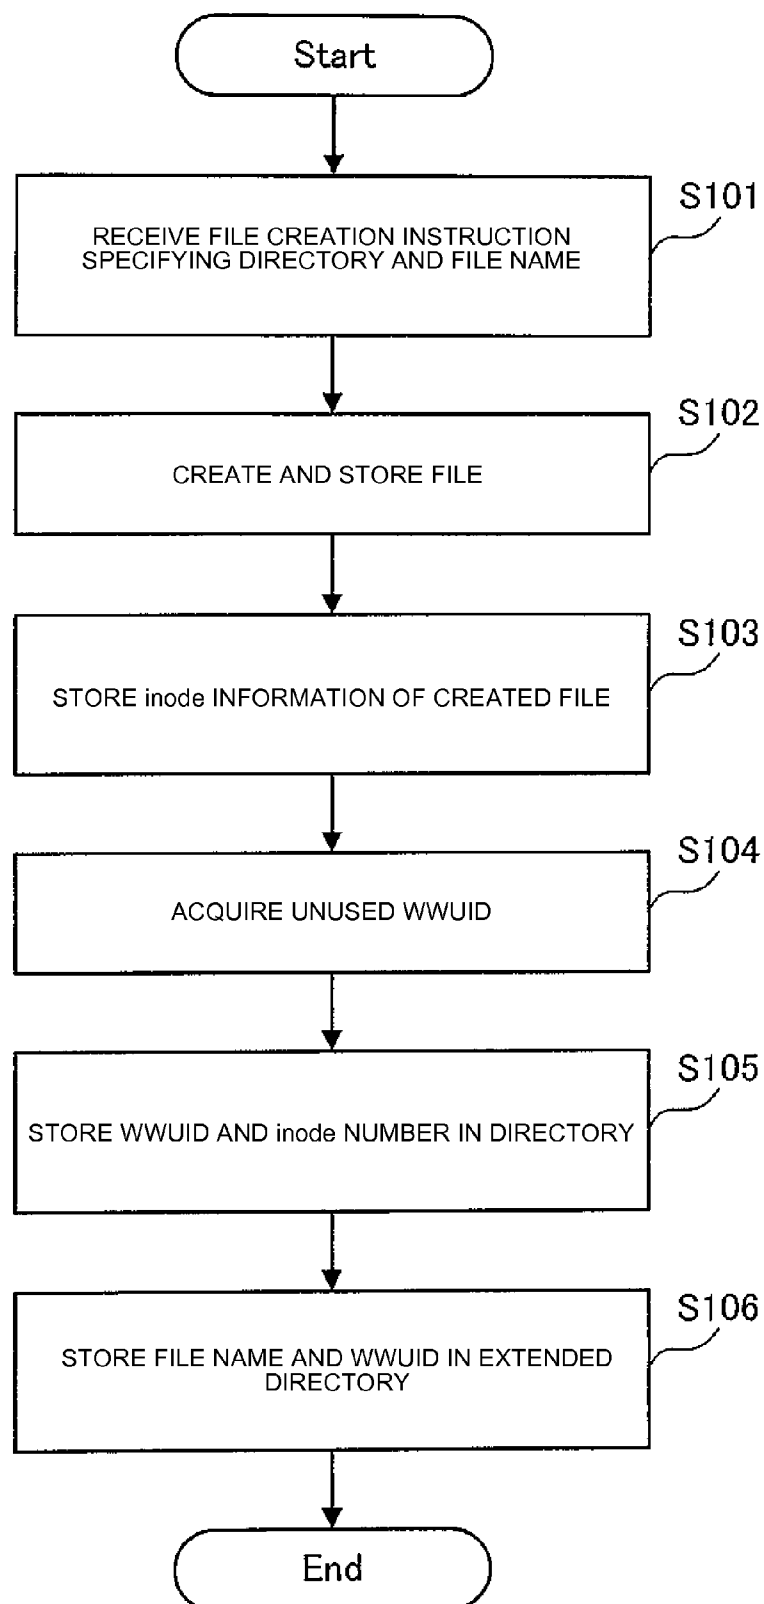 Start
S101
RECEIVE FILE CREATION INSTRUCTION
SPECIFYING DIRECTORY AND FILE NAME
S102
CREATE AND STORE FILE
S103
STORE inode INFORMATION OF CREATED FILE
S104
ACQUIRE UNUSED WWUID
S105
STORE WWUID AND inode NUMBER IN DIRECTORY
S106
STORE FILE NAME AND WWUID IN EXTENDED
DIRECTORY
End